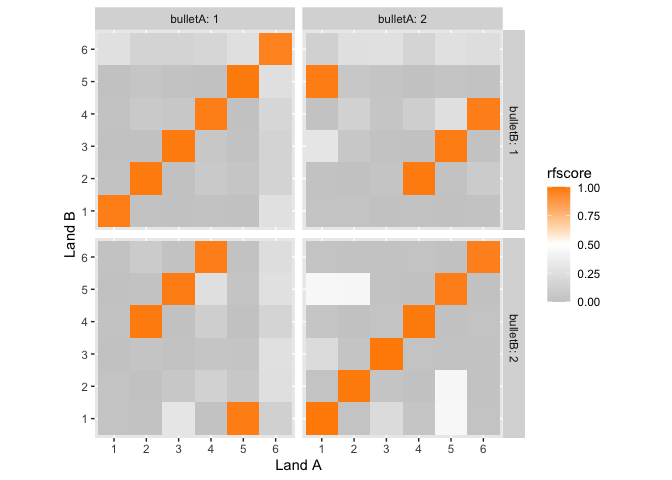 bulletA: 1
bulletA: 2
6
5
4
3
2
1
bulletB: 1
6
5
4
3
2
1
bulletB: 2
Land B
1 2 3 4 5 6
1 2 3 4 5 6
Land A
rfscore
1.00
0.75
0.50
0.25
0.00